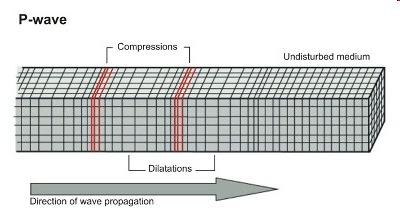 P-wave
Compressions
Undisturbed medium
Dilatations
Direction of wave propagation